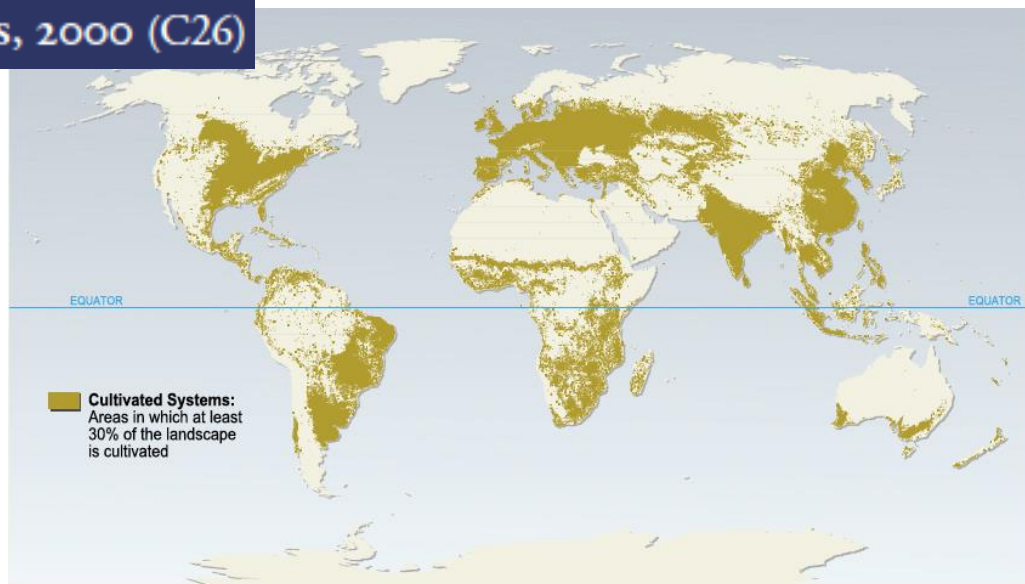 s, 2000 (C26)
EQUATOR EQUATOR
Cultivated Systems:
Areas in which at least
30% of the landscape
is cultivated